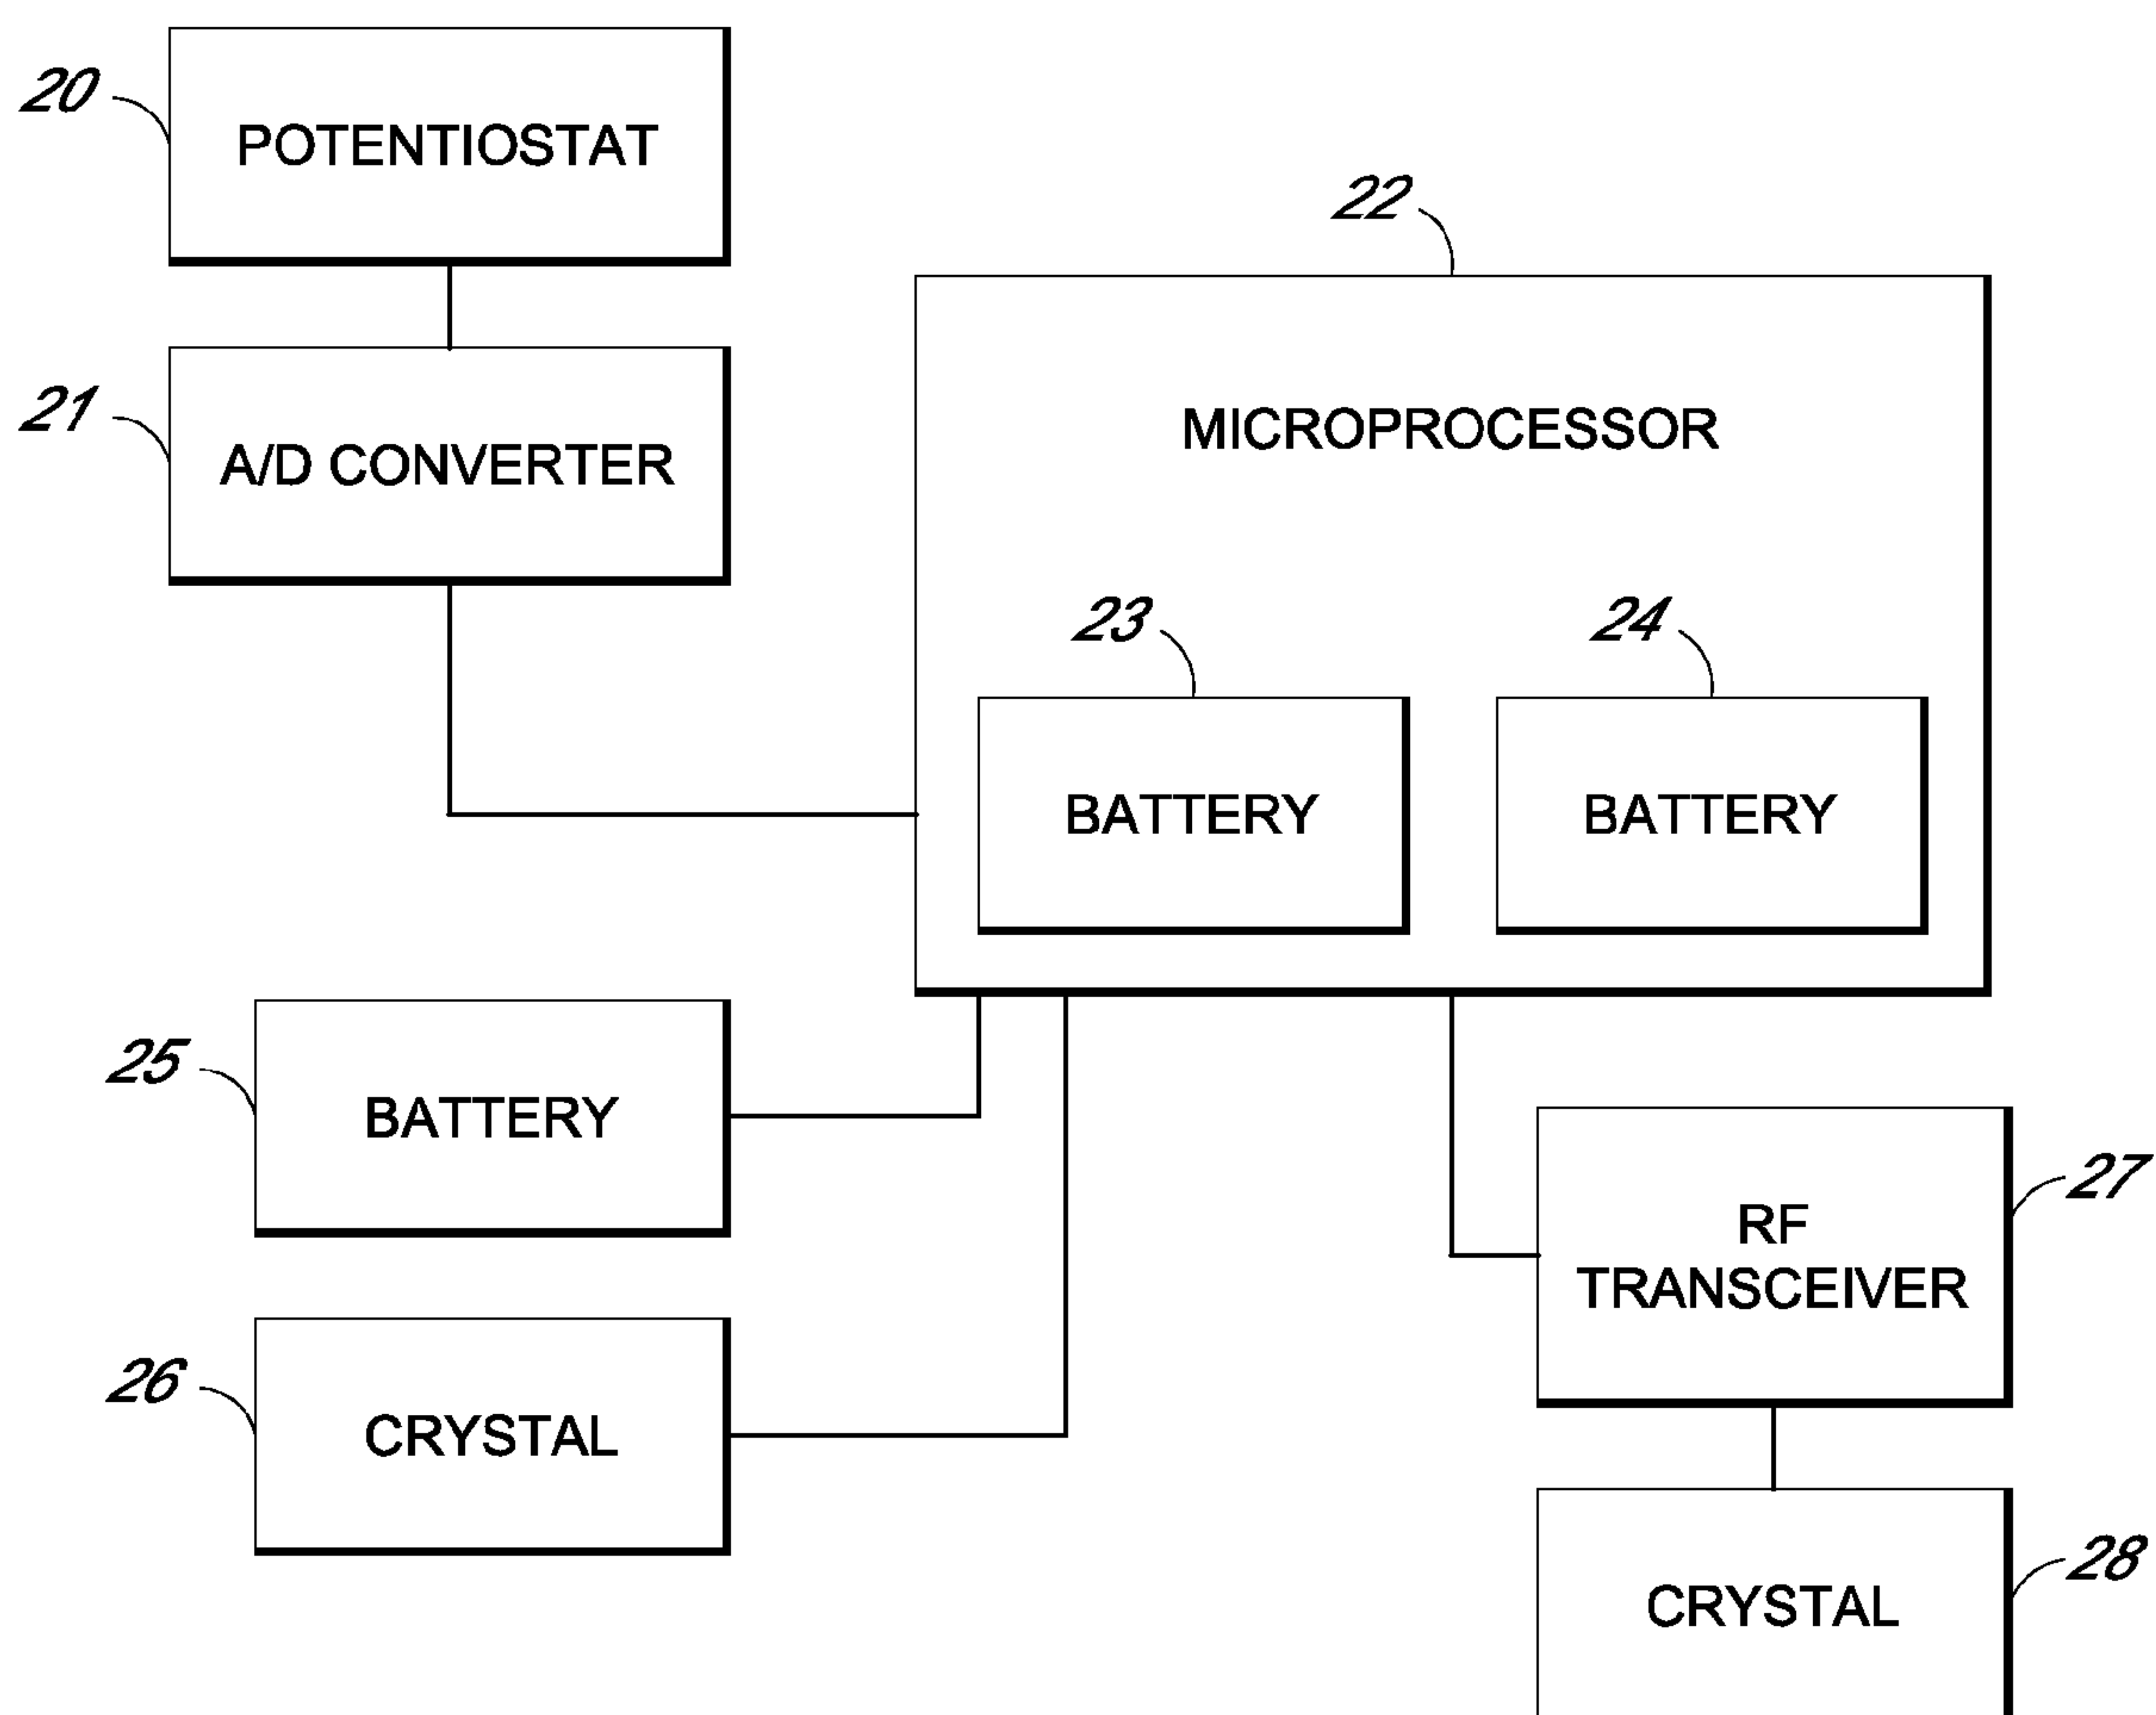 20
POTENTIOSTAT
21
A/D CONVERTER
22
MICROPROCESSOR
23
BATTERY
24
BATTERY
25
BATTERY
26
CRYSTAL
27
RF
TRANSCEIVER
28
CRYSTAL